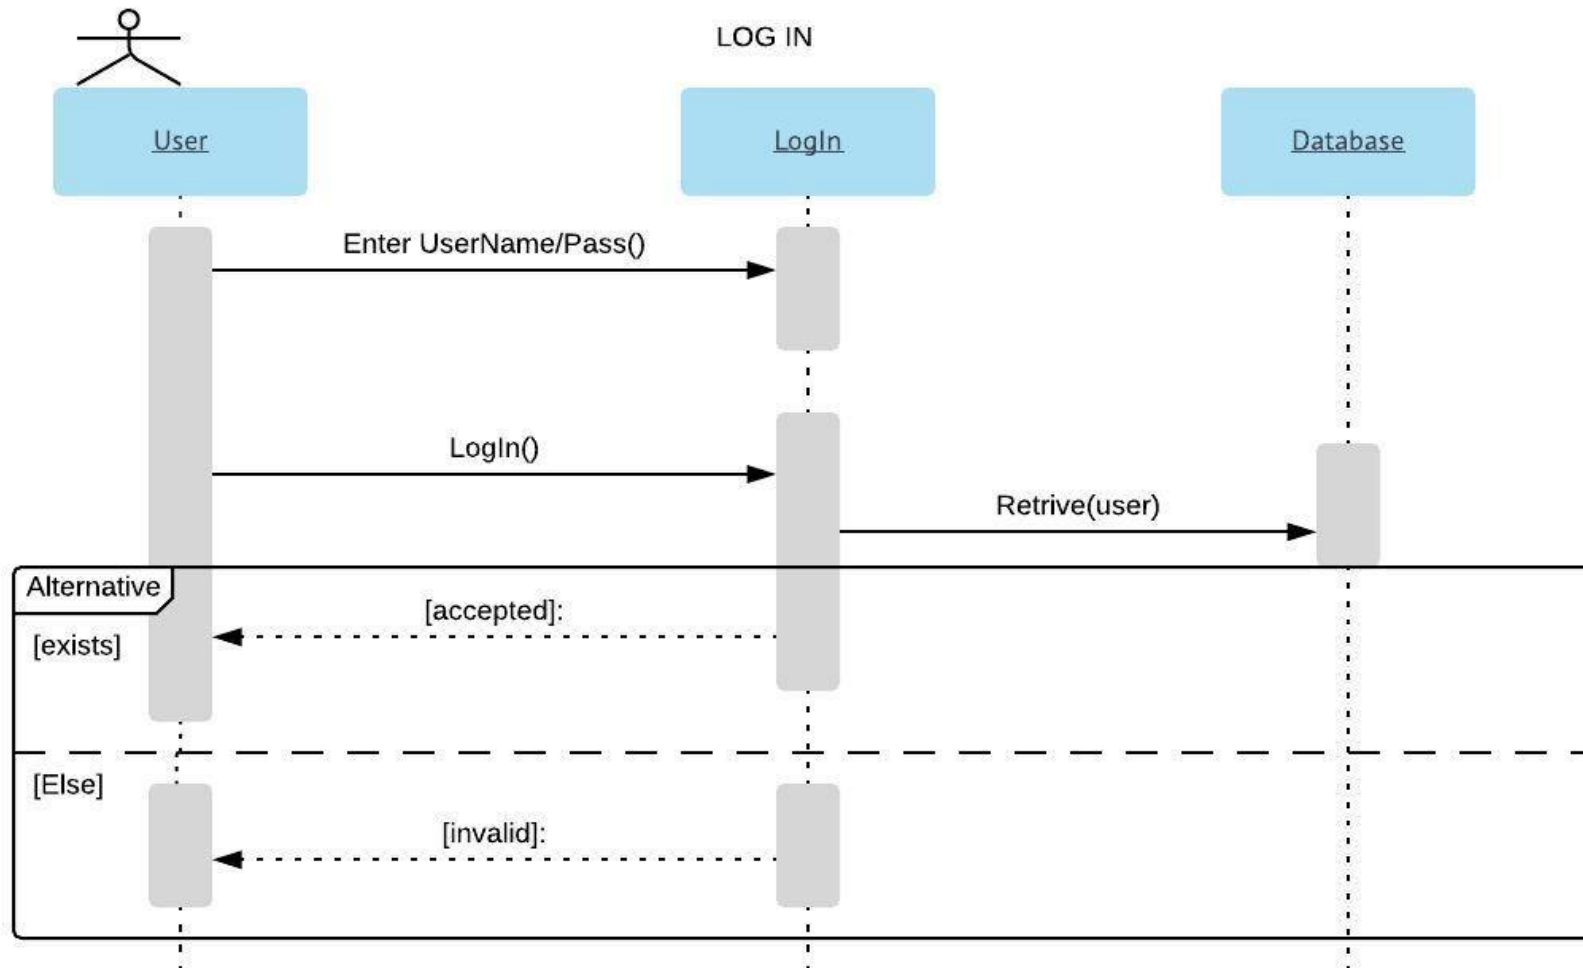 LOG IN
User
LogIn
Database
Enter UserName/Pass()
LogIn()
Retrive(user)
Alternative
[accepted]:
[exists]
[Else]
[invalid]: